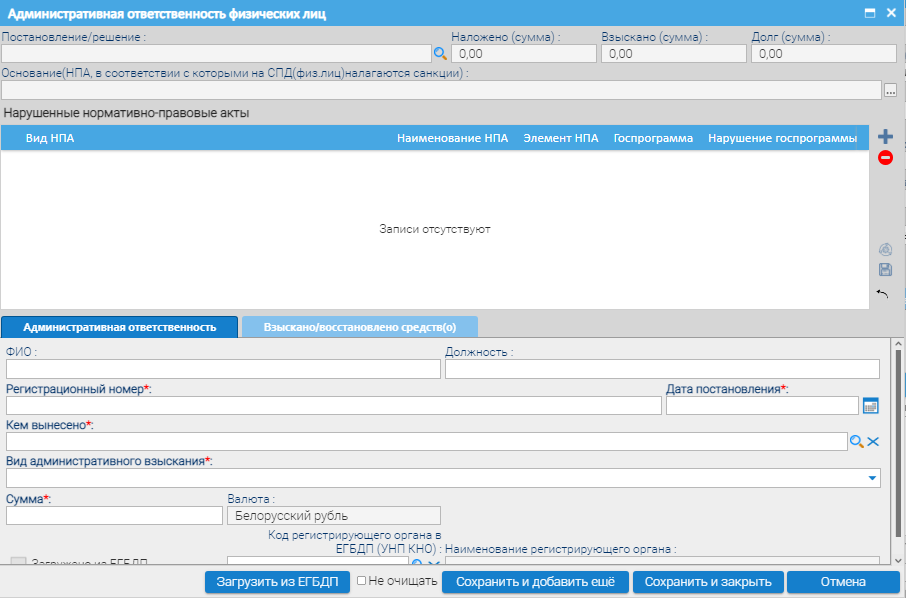 Административная ответственность физических лиц
Постановление/решение : Наложено (сумма) : Взыскано (сумма) : Долг (сумма) :
0,00 0,00 0,00
Основание(НПА, в соответствии с которыми на СПД(физ.лиц)налагаются санкции) :
...
Нарушенные нормативно-правовые акты
Вид НПА Наименование НПА Элемент НПА Госпрограмма Нарушение госпрограммы
Записи отсутствуют
Административная ответственность Взыскано/восстановлено средств(о)
ФИО : Должность :
Регистрационный номер*: Дата постановления*:
Кем вынесено*:
Вид административного взыскания*:
Сумма*: Валюта :
Белорусский рубль
Код регистрирующего органа в
ЕГБДП (УНП КНО) : Наименование регистрирующего органа :
Загружено из ЕГБДП
Загрузить из ЕГБДП Не очищать Сохранить и добавить ещё Сохранить и закрыть Отмена